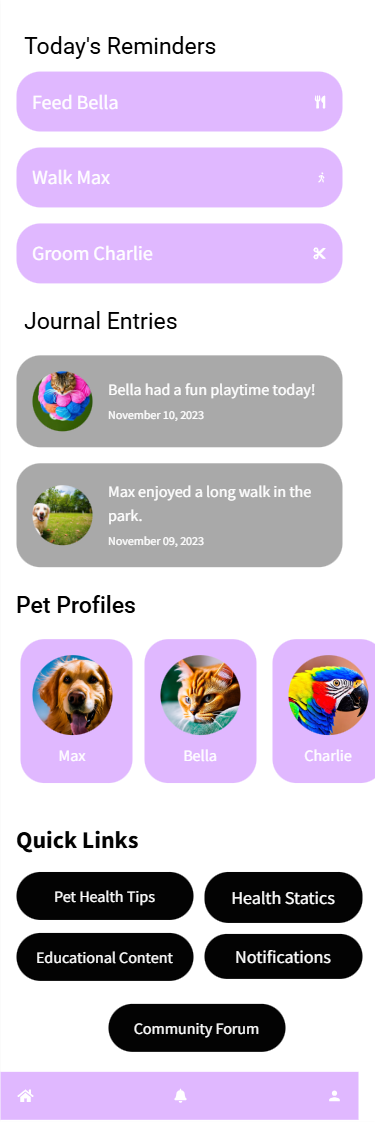 Today's Reminders
Feed Bella
Walk Max
Groom Charlie
Journal Entries
Bella had a fun playtime today!
November 10, 2023
Max enjoyed a long walk in the
park.
November 09, 2023
Pet Profiles
Max
Bella
Charlie
Quick Links
Pet Health Tips
Health Statics
Educational Content
Notifications
Community Forum